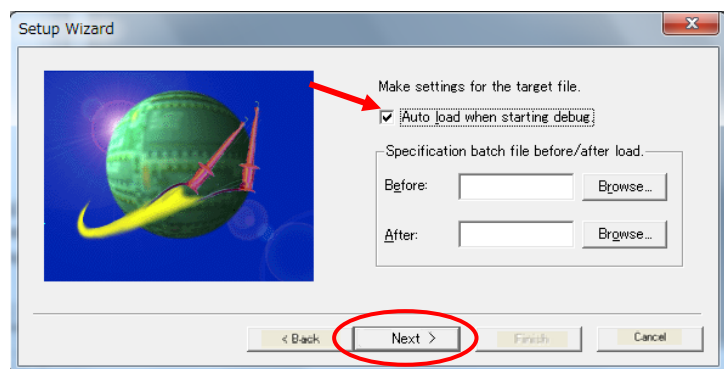 Setup Wizard
x
Make settings for the target file.
Auto load when starting debug.
Specification batch file before/after load.
Before:
Browse...
After:
Browse...
< Back
Next >
Finish
Cancel